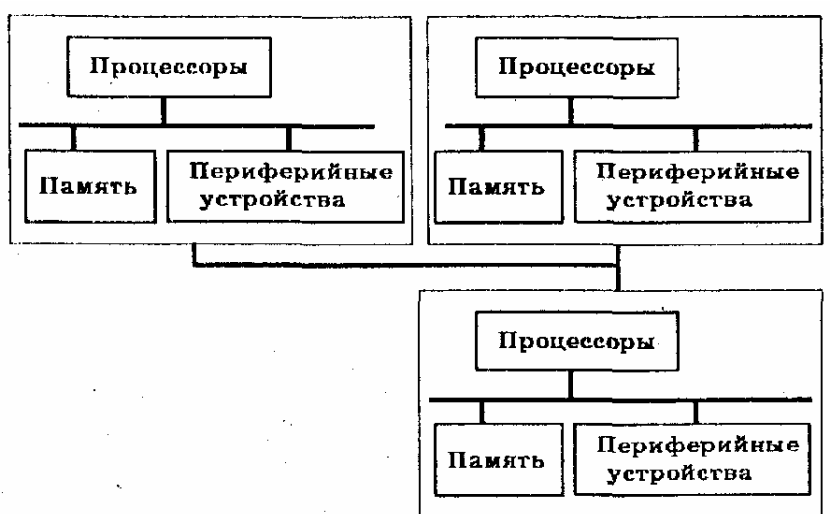 Процессоры
Память
Периферийные
устройства
Процессоры
Память
Периферийные
устройства
Процессоры
Память
Периферийные
устройства